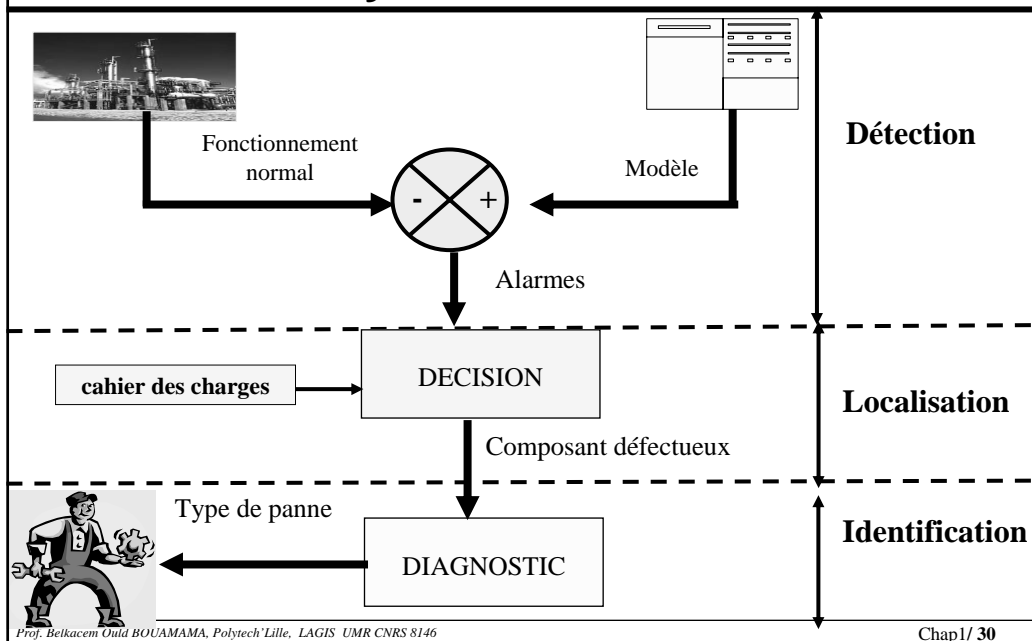 Fonctionnement
normal
Modèle
Détection
-
+
Alarmes
DECISION
cahier des charges
Localisation
Composant défectueux
Type de panne
Identification
DIAGNOSTIC
Prof. Belkacem Ould BOUAMAMA, Polytech'Lille, LAGIS UMR CNRS 8146
Chap1/ 30